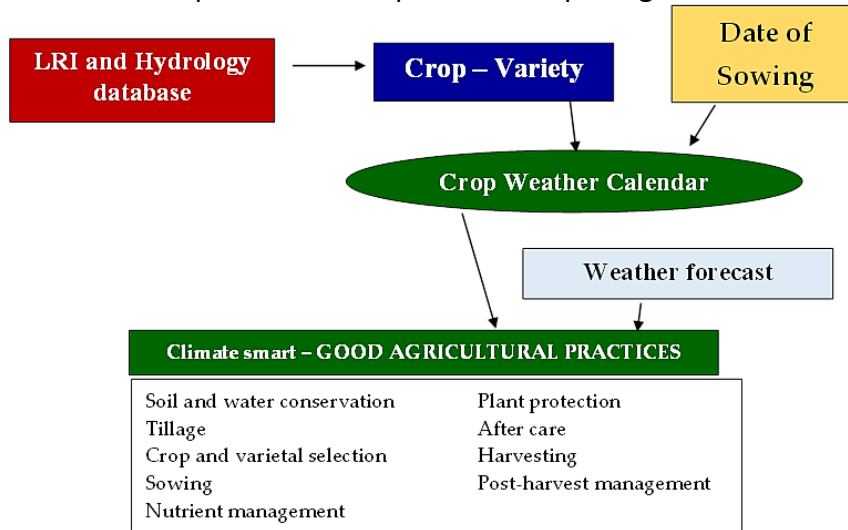 LRI and Hydrology
database
Crop – Variety
Date of
Sowing
Crop Weather Calendar
Weather forecast
Climate smart – GOOD AGRICULTURAL PRACTICES
Soil and water conservation
Tillage
Crop and varietal selection
Sowing
Nutrient management
Plant protection
After care
Harvesting
Post-harvest management